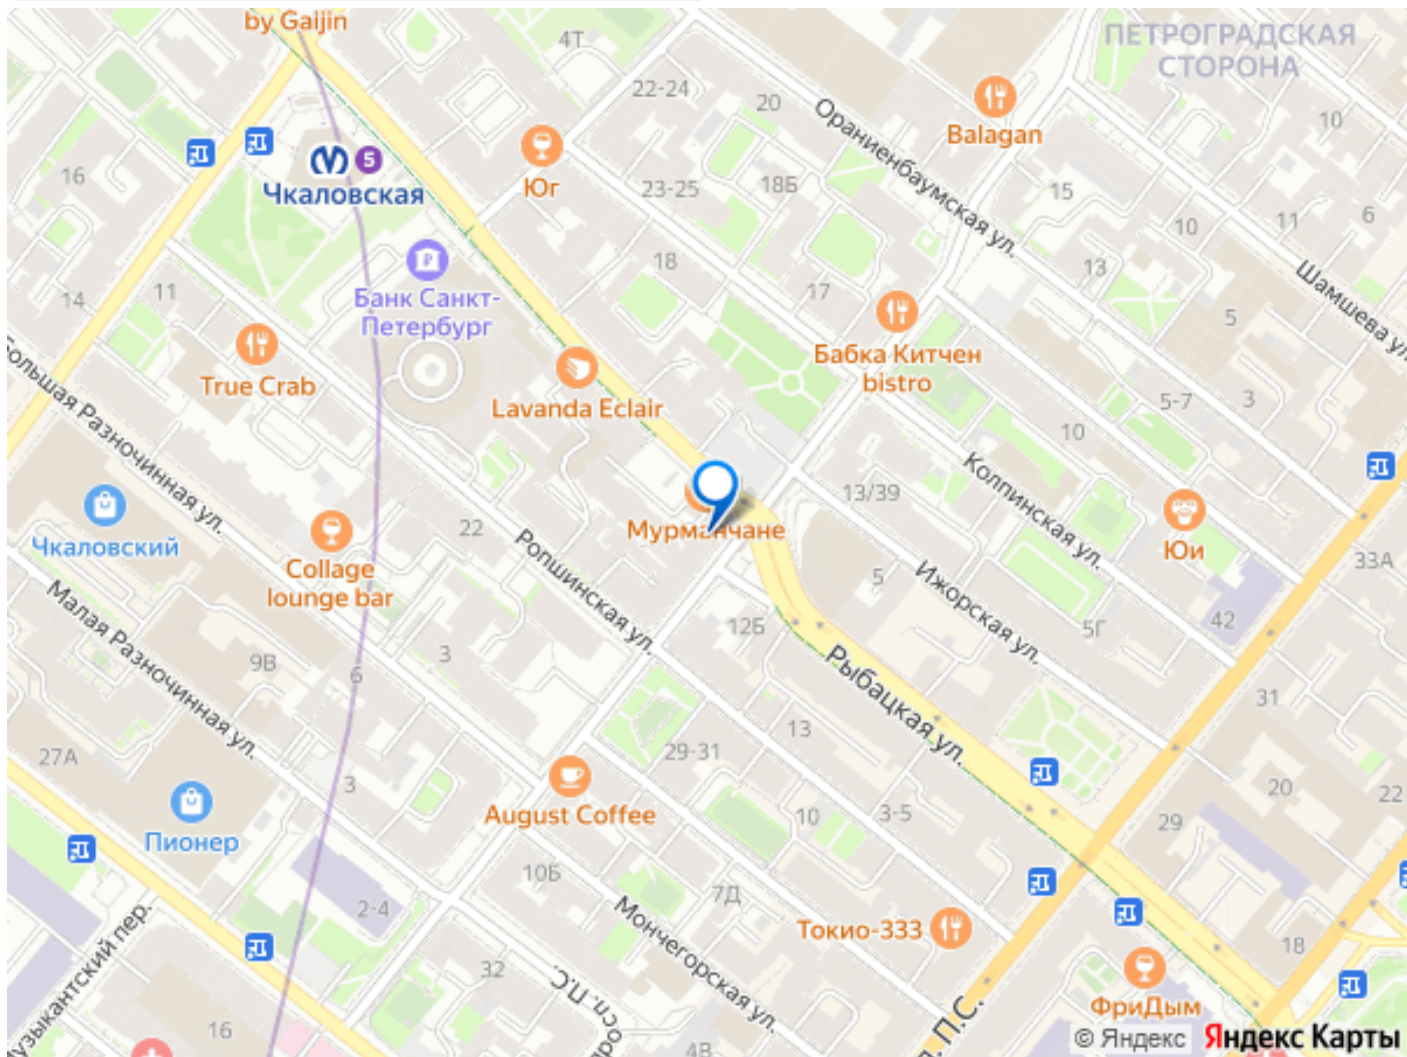 by Gaijin
4Т
ПЕТРОГРАДСКАЯ
СТОРОНА
22-24
20
Ораниенбаумская ул.
Balagan
10
5
Чкаловская
16
Юг
23-25
18Б
15
11
6
10
Шамшева ул.
Банк Санкт-
Петербург
18
17
13
14
11
5
True Crab
Lavanda Eclair
Бабка Китчен
bistro
5-7
3
Большая Разночинная ул.
10
Чкаловский
22
Мурманчане
13/39
Колпинская ул.
Юи
33А
Collage
lounge bar
Ропшинская ул.
5
Ижорская ул.
42
5Г
Малая Разночинная ул.
12Б
9В
6
3
Рыбацкая ул.
31
27А
13
29-31
3
20
22
August Coffee
10
3-5
29
Пионер
10Б
7Д
2-4
Мончегорская ул.
Токио-333
18
32
осп. П.С.
П.С.
ФриДым
16
4В
© Яндекс
Яндекс Карты